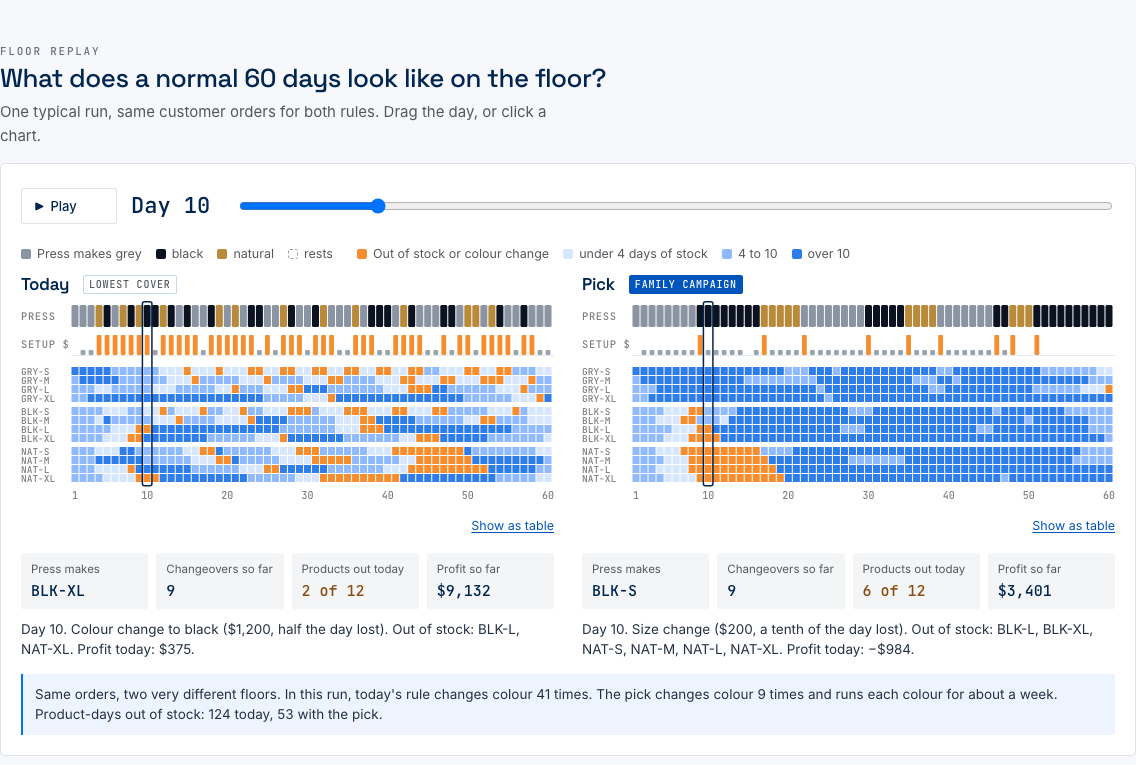 FLOOR REPLAY
What does a normal 60 days look like on the floor?
One typical run, same customer orders for both rules. Drag the day, or click a
chart.
► Play
Day 10
Press makes grey black natural rests Out of stock or colour change under 4 days of stock 4 to 10 over 10
Today LOWEST COVER
PRESS
SETUP $
GRY-S
GRY-M
GRY-L
GRY-XL
BLK-S
BLK-M
BLK-L
BLK-XL
NAT-S
NAT-M
NAT-L
NAT-XL
1 10 20 30 40 50 60
Show as table
Press makes
BLK-XL
Changeovers so far
9
Products out today
2 of 12
Profit so far
$9,132
Day 10. Colour change to black ($1,200, half the day lost). Out of stock: BLK-L,
NAT-XL. Profit today: $375.
Pick FAMILY CAMPAIGN
PRESS
SETUP $
GRY-S
GRY-M
GRY-L
GRY-XL
BLK-S
BLK-M
BLK-L
BLK-XL
NAT-S
NAT-M
NAT-L
NAT-XL
1 10 20 30 40 50 60
Show as table
Press makes
BLK-S
Changeovers so far
9
Products out today
6 of 12
Profit so far
$3,401
Day 10. Size change ($200, a tenth of the day lost). Out of stock: BLK-L, BLK-XL,
NAT-S, NAT-M, NAT-L, NAT-XL. Profit today: −$984.
Same orders, two very different floors. In this run, today's rule changes colour 41 times. The pick changes colour 9 times and runs each colour for about a week.
Product-days out of stock: 124 today, 53 with the pick.